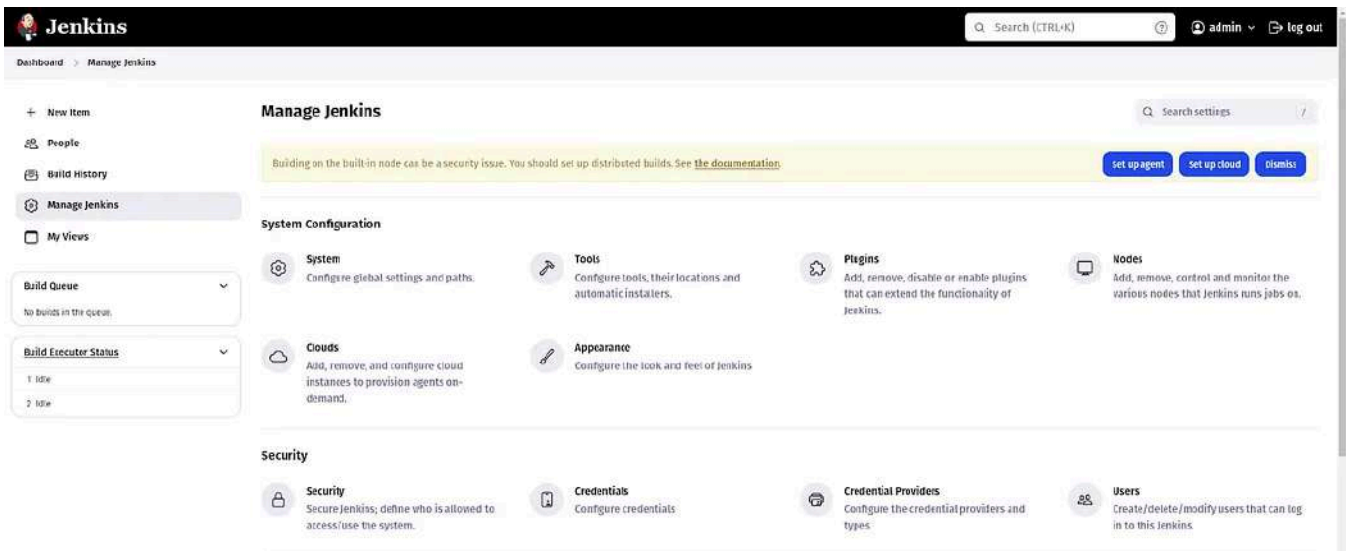 Jenkins
Search (CTRL+K)
admin
log out
Dashboard > Manage Jenkins
New Item
People
Build History
Manage Jenkins
My Views
Build Queue
No builds in the queue.
Build Executor Status
1 Idle
2 Idle
Manage Jenkins
Search settings /
Building on the built-in node can be a security issue. You should set up distributed builds. See the documentation.
Set up agent
Set up cloud
Dismiss
System Configuration
System
Configure global settings and paths.
Tools
Configure tools, their locations and
automatic installers.
Plugins
Add, remove, disable or enable plugins
that can extend the functionality of
Jenkins.
Nodes
Add, remove, control and monitor the
various nodes that Jenkins runs jobs on.
Clouds
Add, remove, and configure cloud
instances to provision agents on-
demand.
Appearance
Configure the look and feel of Jenkins
Security
Security
Secure Jenkins; define who is allowed to
access/use the system.
Credentials
Configure credentials
Credential Providers
Configure the credential providers and
types
Users
Create/delete/modify users that can log
in to this Jenkins